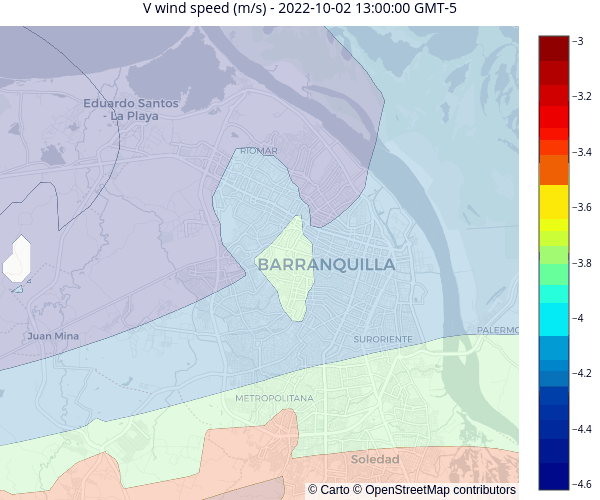 V wind speed (m/s) - 2022-10-02 13:00:00 GMT-5
Eduardo Santos
- La Playa
RIOMAR
BARRANQUILLA
Juan Mina
SURORIENTE
PALERMO
METROPOLITANA
Soledad
© Carto © OpenStreetMap contributors
−3
−3.2
−3.4
−3.6
−3.8
−4
−4.2
−4.4
−4.6